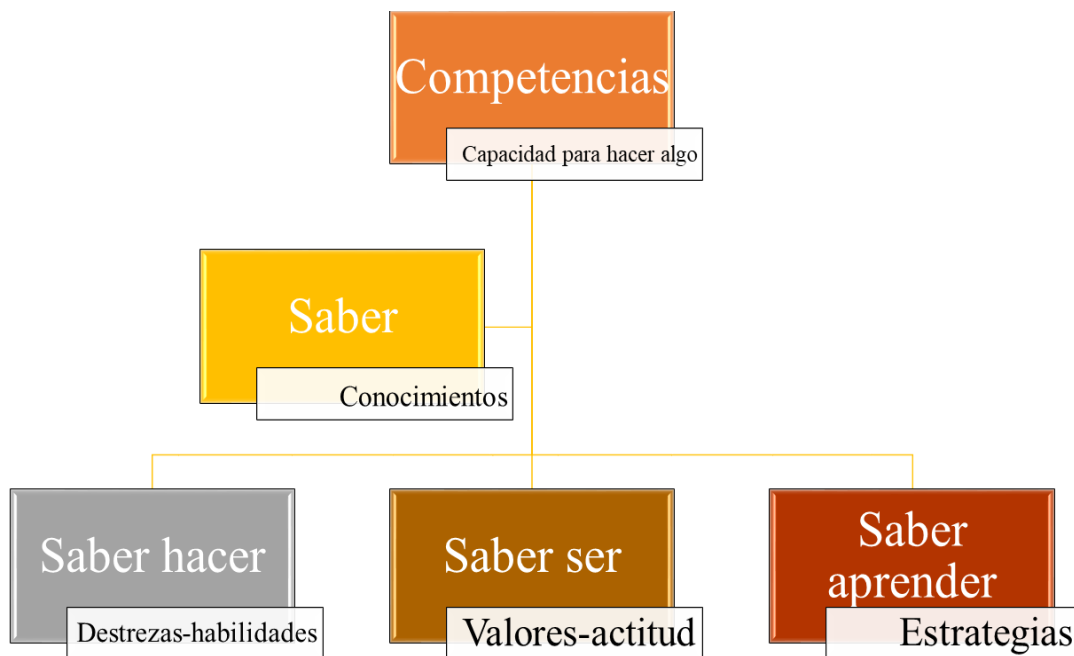 Competencias
Capacidad para hacer algo
Saber
Conocimientos
Saber hacer
Destrezas-habilidades
Saber ser
Valores-actitud
Saber
aprender
Estrategias